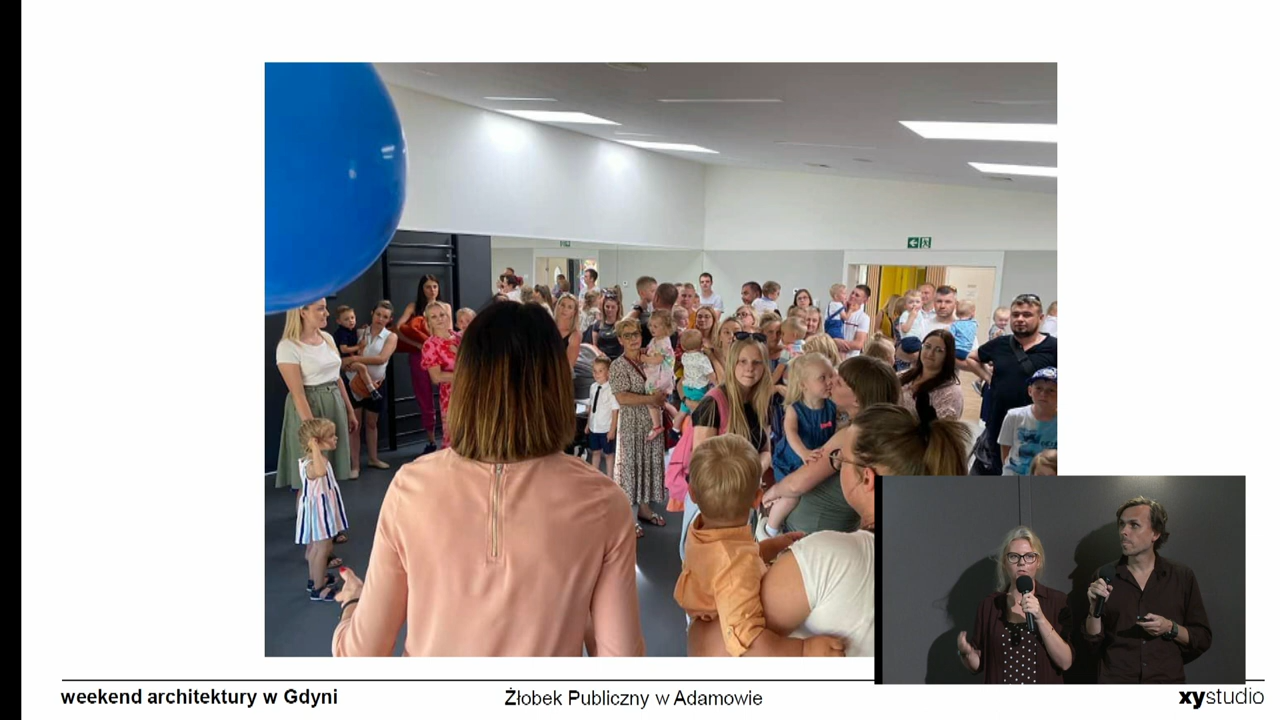 weekend architektury w Gdyni
Żłobek Publiczny w Adamowie
xystudio